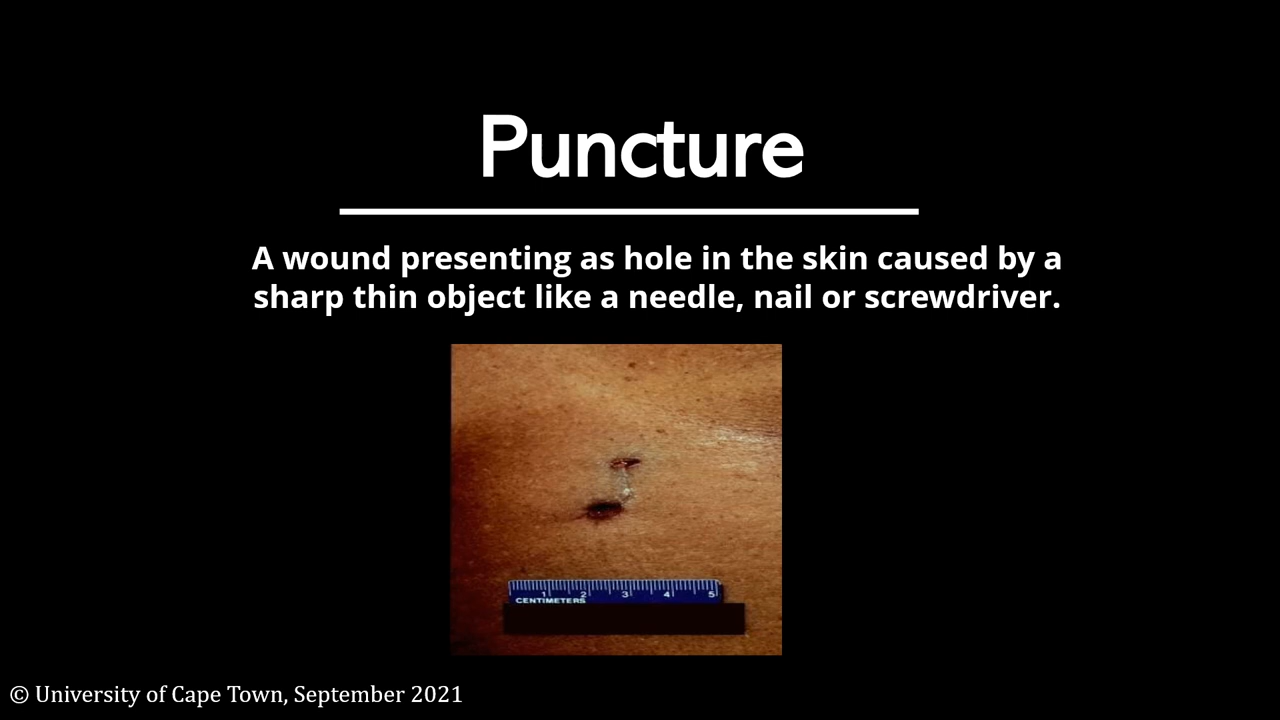 Puncture
A wound presenting as hole in the skin caused by a
sharp thin object like a needle, nail or screwdriver.
1 2 3 4 5
CENTIMETERS
© University of Cape Town, September 2021